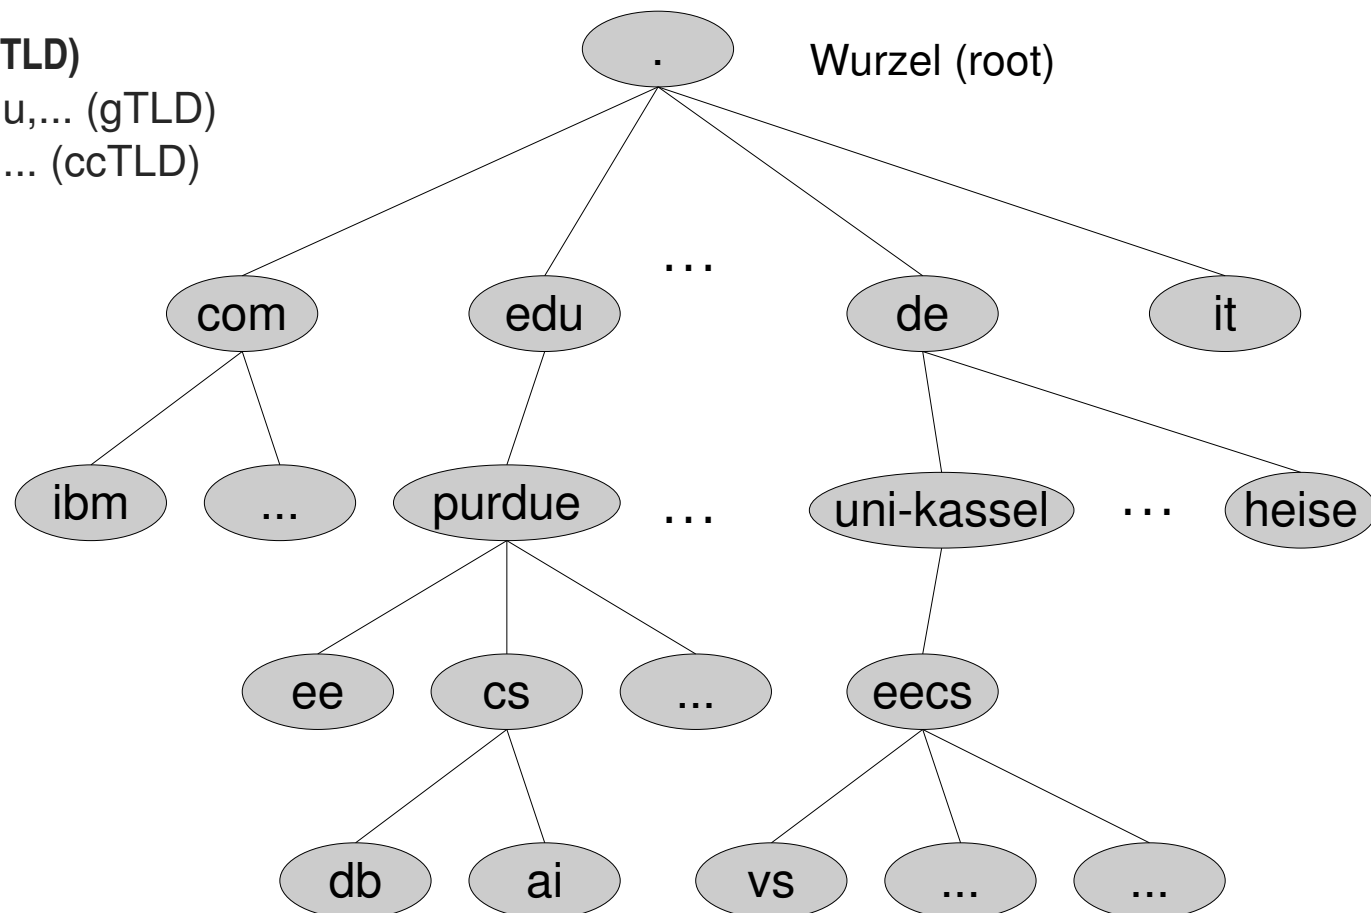 TLD)
u,... (gTLD)
... (ccTLD)
. Wurzel (root)
...
com edu de it
ibm ... purdue ... uni-kassel ... heise
ee cs ... eecs
db ai vs ... ...